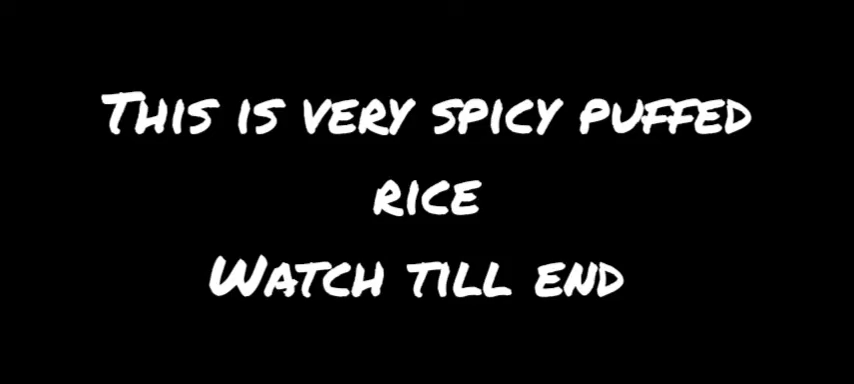 This is very spicy puffed
rice
Watch till end